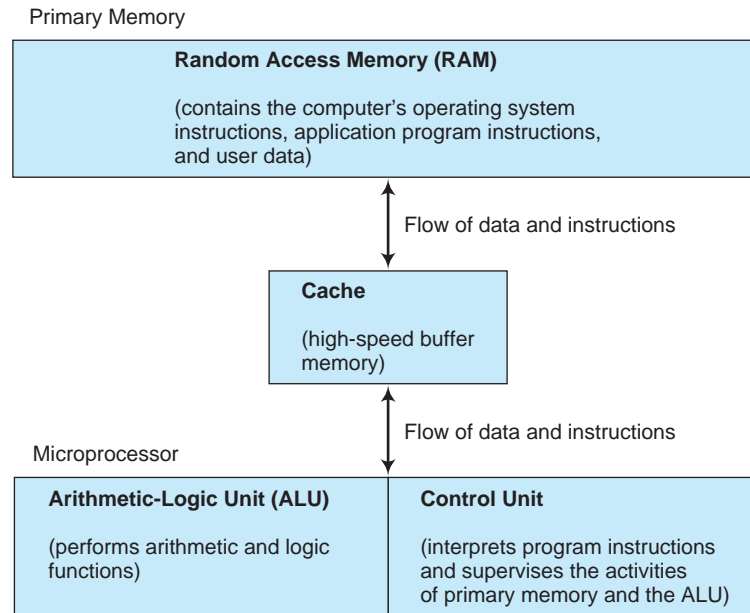 Primary Memory
Random Access Memory (RAM)
(contains the computer's operating system
instructions, application program instructions,
and user data)
Flow of data and instructions
Cache
(high-speed buffer
memory)
Flow of data and instructions
Microprocessor
Arithmetic-Logic Unit (ALU)
(performs arithmetic and logic
functions)
Control Unit
(interprets program instructions
and supervises the activities
of primary memory and the ALU)